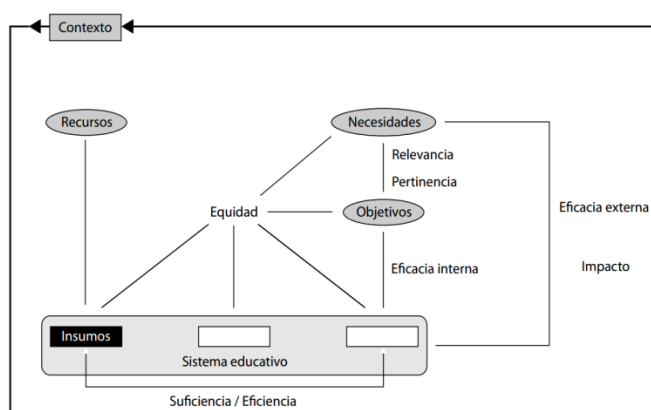 Contexto
Recursos
Necesidades
Relevancia
Pertinencia
Equidad
Objetivos
Eficacia externa
Eficacia interna
Impacto
Insumos
Sistema educativo
Suficiencia / Eficiencia